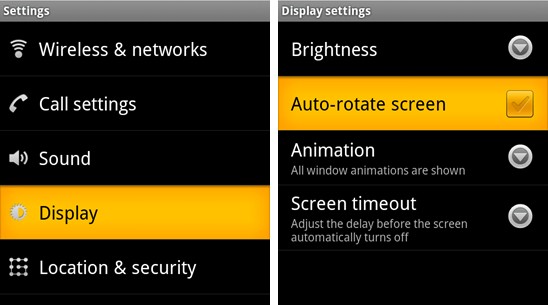 Settings
Wireless & networks
Call settings
Sound
Display
Location & security
Display settings
Brightness
Auto-rotate screen
Animation
All window animations are shown
Screen timeout
Adjust the delay before the screen
automatically turns off